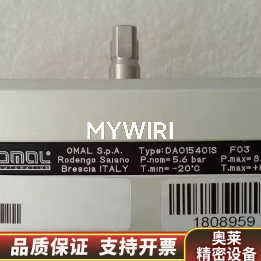 MYWIRI
OMAL
AUTOMATION
OMAL S.p.A. Type:DA015401S F03
Rodengo Saiano P.nom=5.6 bar P.max=8.
Brescia ITALY T.min= -20°C T.max=+
1808959
品质保证 支持开票
奥莱
精密设备